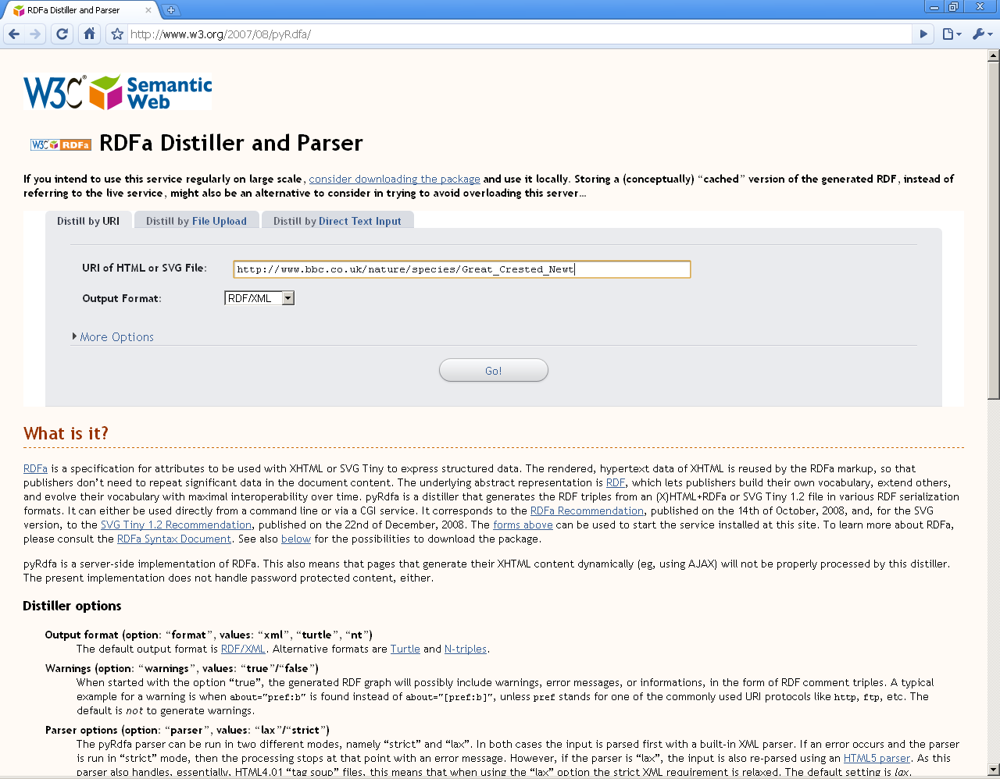 RDFa Distiller and Parser
http://www.w3.org/2007/08/pyRdfa/
W3C® Semantic
Web
W3C RDFa RDFa Distiller and Parser
If you intend to use this service regularly on large scale, consider downloading the package and use it locally. Storing a (conceptually) “cached” version of the generated RDF, instead of
referring to the live service, might also be an alternative to consider in trying to avoid overloading this server…
Distill by URI Distill by File Upload Distill by Direct Text Input
URI of HTML or SVG File: http://www.bbc.co.uk/nature/species/Great_Crested_Newt
Output Format: RDF/XML
More Options
Go!
What is it?
RDFa is a specification for attributes to be used with XHTML or SVG Tiny to express structured data. The rendered, hypertext data of XHTML is reused by the RDFa markup, so that
publishers don’t need to repeat significant data in the document content. The underlying abstract representation is RDF, which lets publishers build their own vocabulary, extend others,
and evolve their vocabulary with maximal interoperability over time. pyRdfa is a distiller that generates the RDF triples from an (X)HTML+RDFa or SVG Tiny 1.2 file in various RDF serialization
formats. It can either be used directly from a command line or via a CGI service. It corresponds to the RDFa Recommendation, published on the 14th of October, 2008, and, for the SVG
version, to the SVG Tiny 1.2 Recommendation, published on the 22nd of December, 2008. The forms above can be used to start the service installed at this site. To learn more about RDFa,
please consult the RDFa Syntax Document. See also below for the possibilities to download the package.
pyRdfa is a server-side implementation of RDFa. This also means that pages that generate their XHTML content dynamically (eg, using AJAX) will not be properly processed by this distiller.
The present implementation does not handle password protected content, either.
Distiller options
Output format (option: “format”, values: “xml”, “turtle”, “nt”)
The default output format is RDF/XML. Alternative formats are Turtle and N-triples.
Warnings (option: “warnings”, values: “true”/“false”)
When started with the option “true”, the generated RDF graph will possibly include warnings, error messages, or informations, in the form of RDF comment triples. A typical
example for a warning is when about="pref:b" is found instead of about="[pref:b]", unless pref stands for one of the commonly used URI protocols like http, ftp, etc. The
default is not to generate warnings.
Parser options (option: “parser”, values: “lax”/“strict”)
The pyRdfa parser can be run in two different modes, namely “strict” and “lax”. In both cases the input is parsed first with a built-in XML parser. If an error occurs and the parser
is run in “strict” mode, then the processing stops at that point with an error message. However, if the parser is “lax”, the input is also re-parsed using an HTML5 parser. As this
parser also handles, essentially, HTML4.01 “tag soup” files, this means that when using the “lax” option the strict XML requirement is relaxed. The default setting is lax.